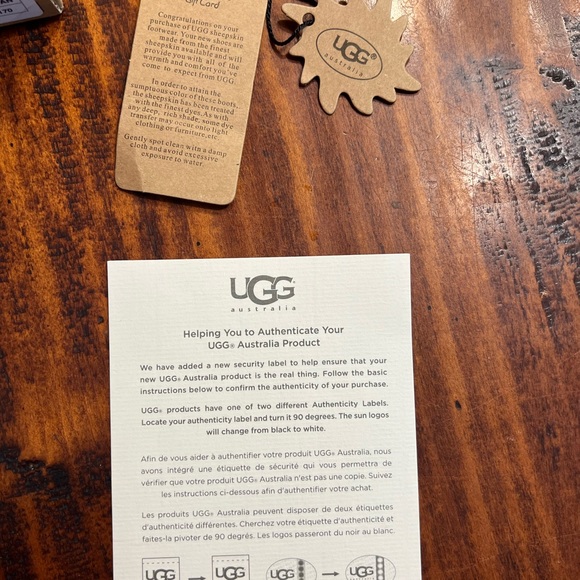 Gift Card
Congratulations on your
purchase of UGG sheepskin
footwear. Your new shoes are
made from the finest
sheepskin available and will
provide you with all of the
warmth and comfort you've
come to expect from UGG.
In order to attain the
sumptuous color of these boots,
the sheepskin has been treated
with the finest dyes. As with
any deep, rich shade, some dye
transfer may occur onto light
clothing or furniture, etc.
Gently spot clean with a damp
cloth and avoid excessive
exposure to water.
UGG®
australia
UGG
australia
Helping You to Authenticate Your
UGG® Australia Product
We have added a new security label to help ensure that your
new UGG® Australia product is the real thing. Follow the basic
instructions below to confirm the authenticity of your purchase.
UGG® products have one of two different Authenticity Labels.
Locate your authenticity label and turn it 90 degrees. The sun logos
will change from black to white.
Afin de vous aider à authentifier votre produit UGG® Australia, nous
avons intégré une étiquette de sécurité qui vous permettra de
vérifier que votre produit UGG® Australia n'est pas une copie. Suivez
les instructions ci-dessous afin d'authentifier votre achat.
Les produits UGG® Australia peuvent disposer de deux étiquettes
d'authenticité différentes. Cherchez votre étiquette d'authenticité et
faites-la pivoter de 90 degrés. Les logos passeront du noir au blanc.
UGG UGG UGG UGG